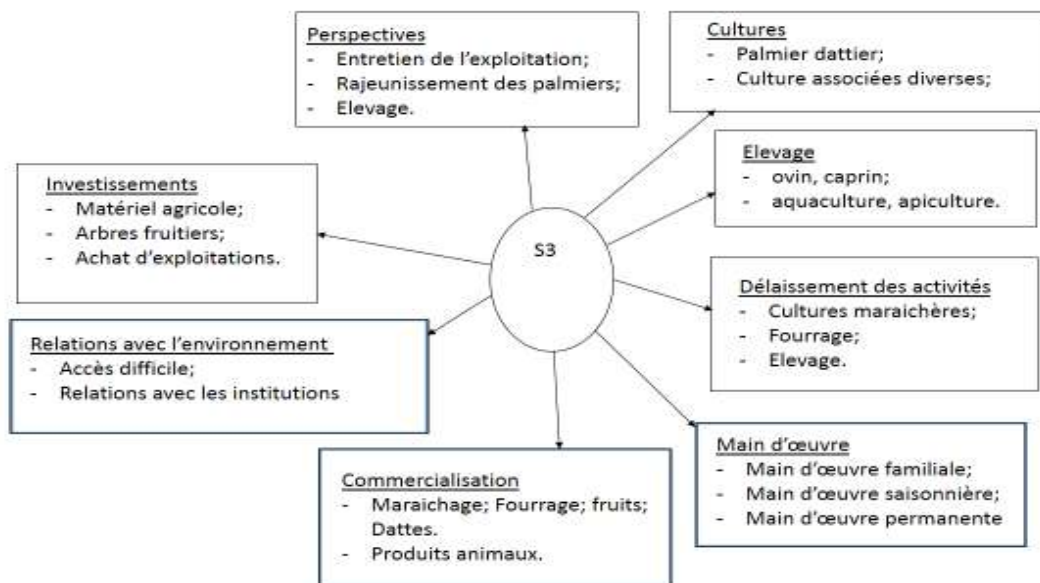 Perspectives
- Entretien de l'exploitation;
- Rajeunissement des palmiers;
- Elevage.
Cultures
- Palmier dattier;
- Culture associées diverses;
Elevage
- ovin, caprin;
- aquaculture, apiculture.
Investissements
- Matériel agricole;
- Arbres fruitiers;
- Achat d'exploitations.
S3
Délaissement des activités
- Cultures maraichères;
- Fourrage;
- Elevage.
Relations avec l'environnement
- Accès difficile;
- Relations avec les institutions
Main d'œuvre
- Main d'œuvre familiale;
- Main d'œuvre saisonnière;
- Main d'œuvre permanente
Commercialisation
- Maraichage; Fourrage; fruits;
Dattes.
- Produits animaux.